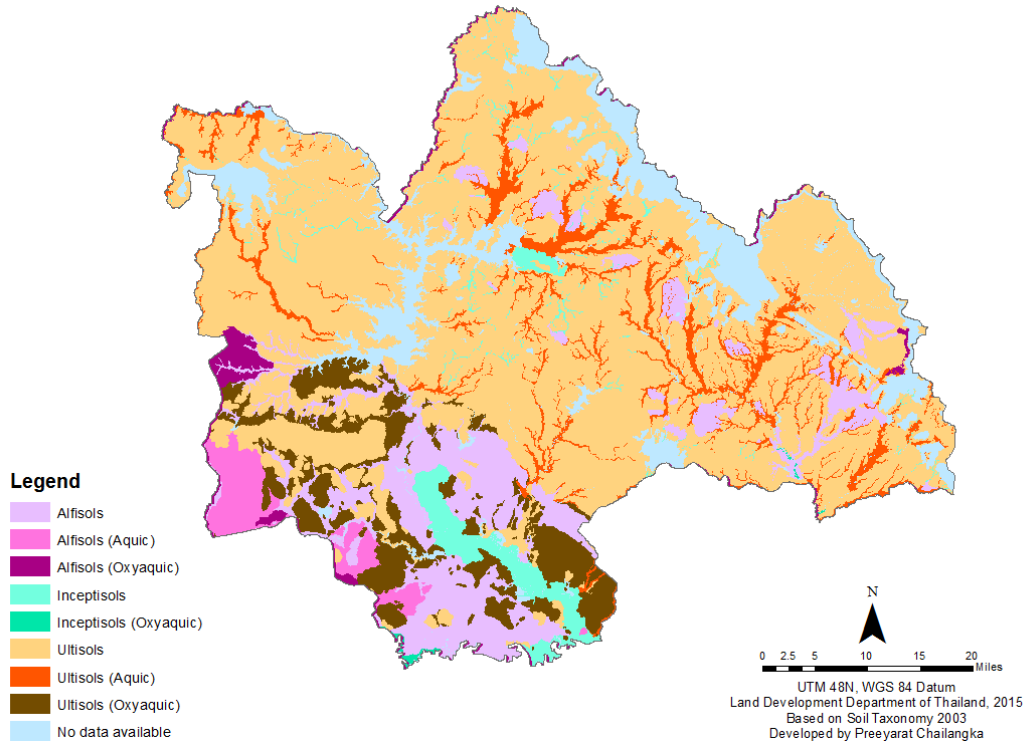 Legend
Alfisols
Alfisols (Aquic)
Alfisols (Oxyaquic)
Inceptisols
Inceptisols (Oxyaquic)
Ultisols
Ultisols (Aquic)
Ultisols (Oxyaquic)
No data available
N
0 2.5 5 10 15 20
Miles
UTM 48N, WGS 84 Datum
Land Development Department of Thailand, 2015
Based on Soil Taxonomy 2003
Developed by Preeyarat Chailangka